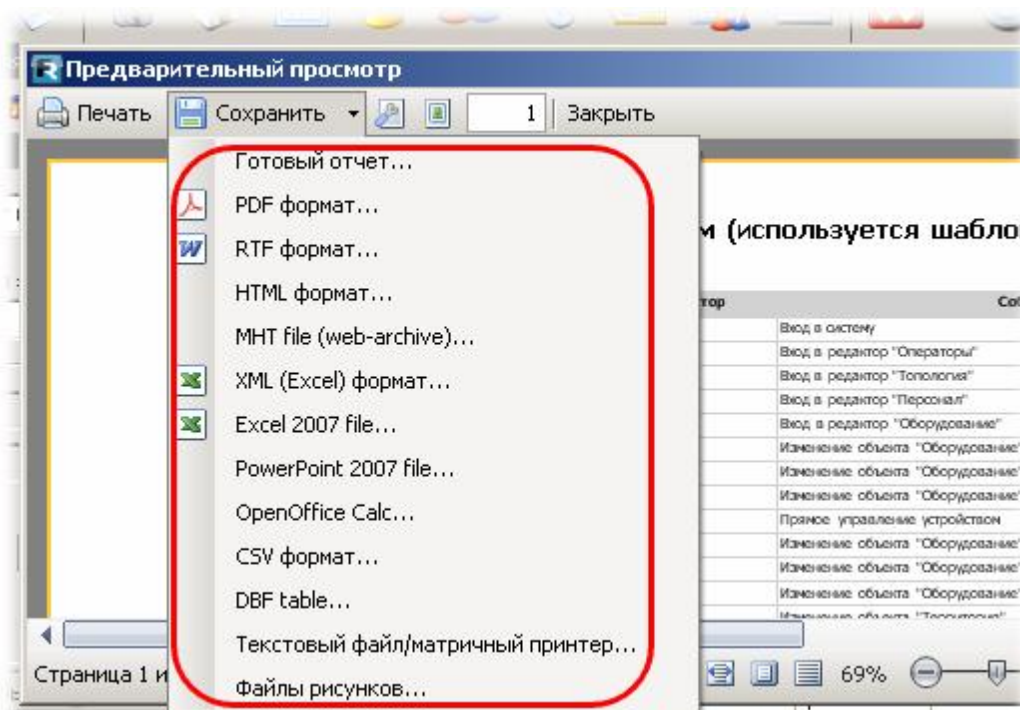 Предварительный просмотр
Печать Сохранить 1 Закрыть
Готовый отчет...
PDF формат...
RTF формат...
HTML формат...
MHT file (web-archive)...
XML (Excel) формат...
Excel 2007 file...
PowerPoint 2007 file...
OpenOffice Calc...
CSV формат...
DBF table...
Текстовый файл/матричный принтер...
Файлы рисунков...
м (используется шабло
тор Соб
Вход в систему
Вход в редактор "Операторы"
Вход в редактор "Топология"
Вход в редактор "Персонал"
Вход в редактор "Оборудование"
Изменение объекта "Оборудование"
Изменение объекта "Оборудование"
Изменение объекта "Оборудование"
Прямое управление устройством
Изменение объекта "Оборудование"
Изменение объекта "Оборудование"
Изменение объекта "Оборудование"
Изменение объекта "Территория"
Страница 1 и 69%